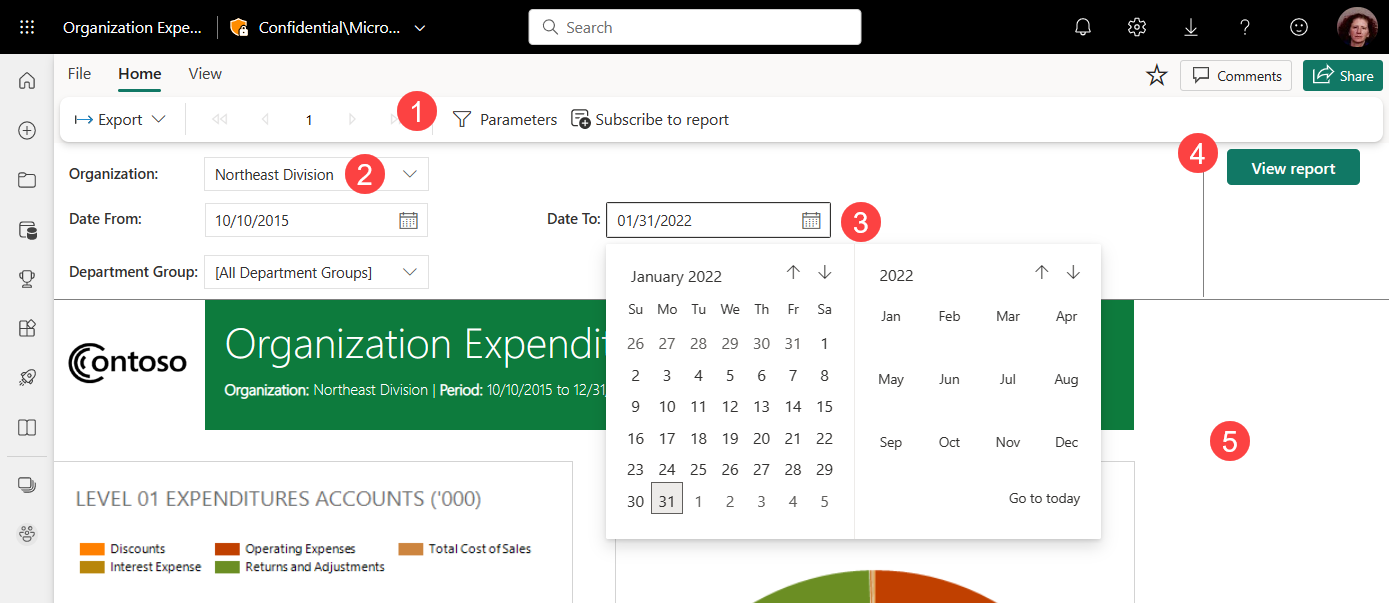 Organization Expe... Confidential\Micro... Search ?
File Home View Comments Share
Export 1 1 Parameters Subscribe to report
Organization: Northeast Division 2 4 View report
Date From: 10/10/2015 Date To: 01/31/2022 3
Department Group: [All Department Groups]
January 2022 2022
Su Mo Tu We Th Fr Sa Jan Feb Mar Apr
26 27 28 29 30 31 1
2 3 4 5 6 7 8 May Jun Jul Aug
9 10 11 12 13 14 15
16 17 18 19 20 21 22 Sep Oct Nov Dec
23 24 25 26 27 28 29
30 31 1 2 3 4 5 Go to today
Contoso
Organization Expendit
Organization: Northeast Division | Period: 10/10/2015 to 12/31/
5
LEVEL 01 EXPENDITURES ACCOUNTS ('000)
Discounts Operating Expenses Total Cost of Sales
Interest Expense Returns and Adjustments